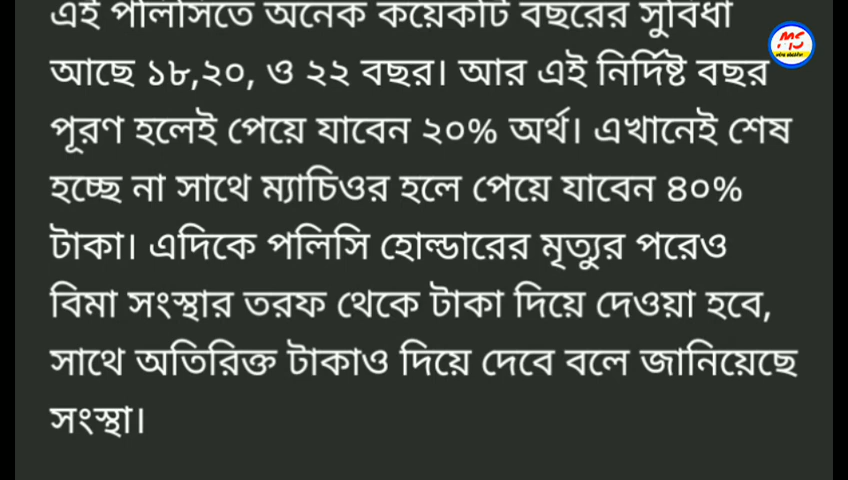 এই পলিসিতে অনেক কয়েকটি বছরের সুবিধা
আছে ১৮,২০, ও ২২ বছর। আর এই নির্দিষ্ট বছর
পূরণ হলেই পেয়ে যাবেন ২০% অর্থ। এখানেই শেষ
হচ্ছে না সাথে ম্যাচিওর হলে পেয়ে যাবেন ৪০%
টাকা। এদিকে পলিসি হোল্ডারের মৃত্যুর পরেও
বিমা সংস্থার তরফ থেকে টাকা দিয়ে দেওয়া হবে,
সাথে অতিরিক্ত টাকাও দিয়ে দেবে বলে জানিয়েছে
সংস্থা।